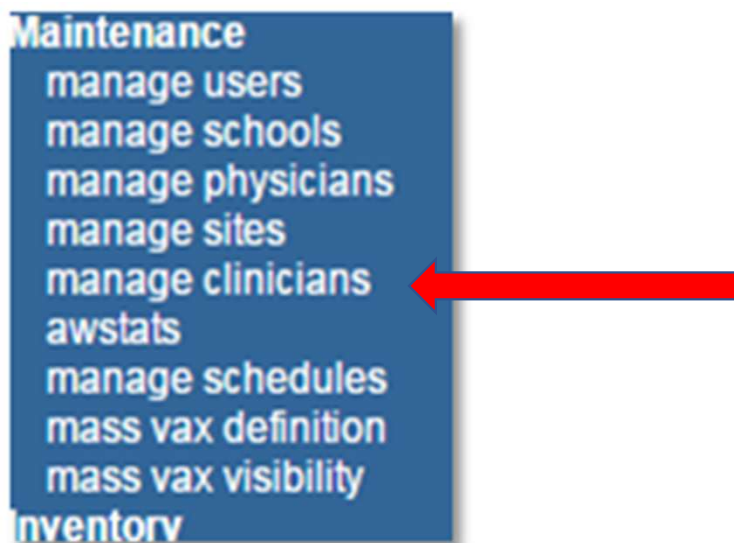 Maintenance
manage users
manage schools
manage physicians
manage sites
manage clinicians
awstats
manage schedules
mass vax definition
mass vax visibility
Inventory